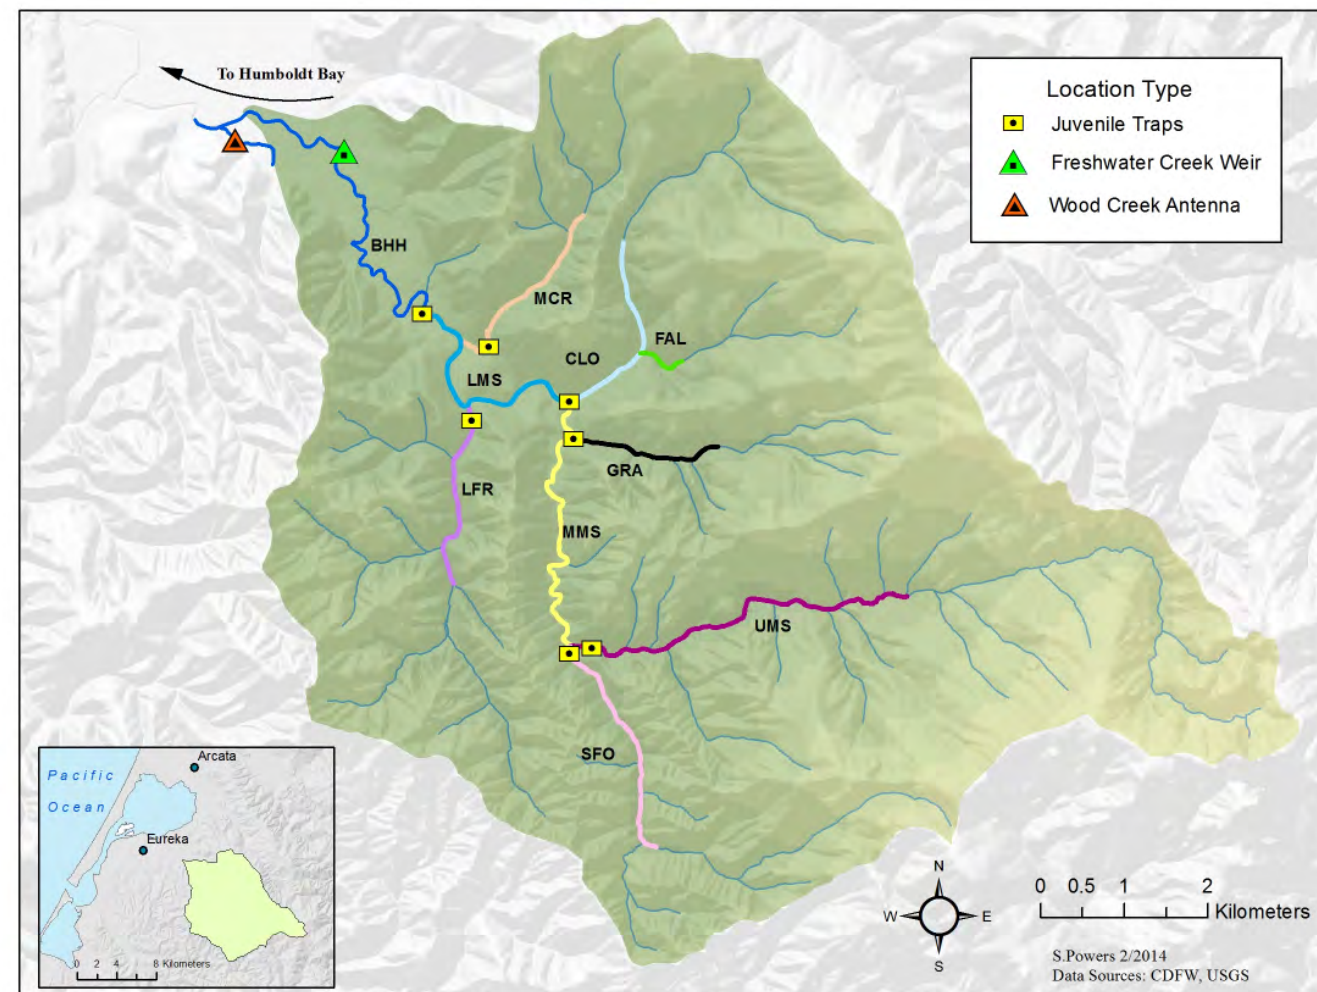 To Humboldt Bay
Location Type
Juvenile Traps
Freshwater Creek Weir
Wood Creek Antenna
BHH
MCR
FAL
CLO
LMS
GRA
LFR
MMS
UMS
SFO
Arcata
Pacific
Ocean
Eureka
0 2 4 8 Kilometers
N
W E
S
0 0.5 1 2
Kilometers
S.Powers 2/2014
Data Sources: CDFW, USGS